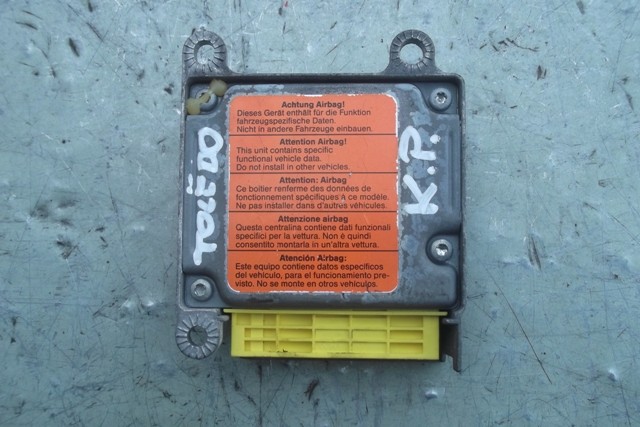 Achtung Airbag!
Dieses Gerät enthält für die Funktion
fahrzeugspezifische Daten.
Nicht in andere Fahrzeuge einbauen.
Attention Airbag!
This unit contains specific
functional vehicle data.
Do not install in other vehicles.
Attention: Airbag
Ce boîtier renferme des données de
fonctionnement spécifiques à ce modèle.
Ne pas installer dans d'autres véhicules.
Attenzione airbag
Questa centralina contiene dati funzionali
specifici per la vettura. Non è quindi
consentito montarla in un'altra vettura.
Atención Airbag:
Este equipo contiene datos específicos
del vehículo, para el funcionamiento pre-
visto. No se monte en otros vehículos.
TOLEDO
K.P.